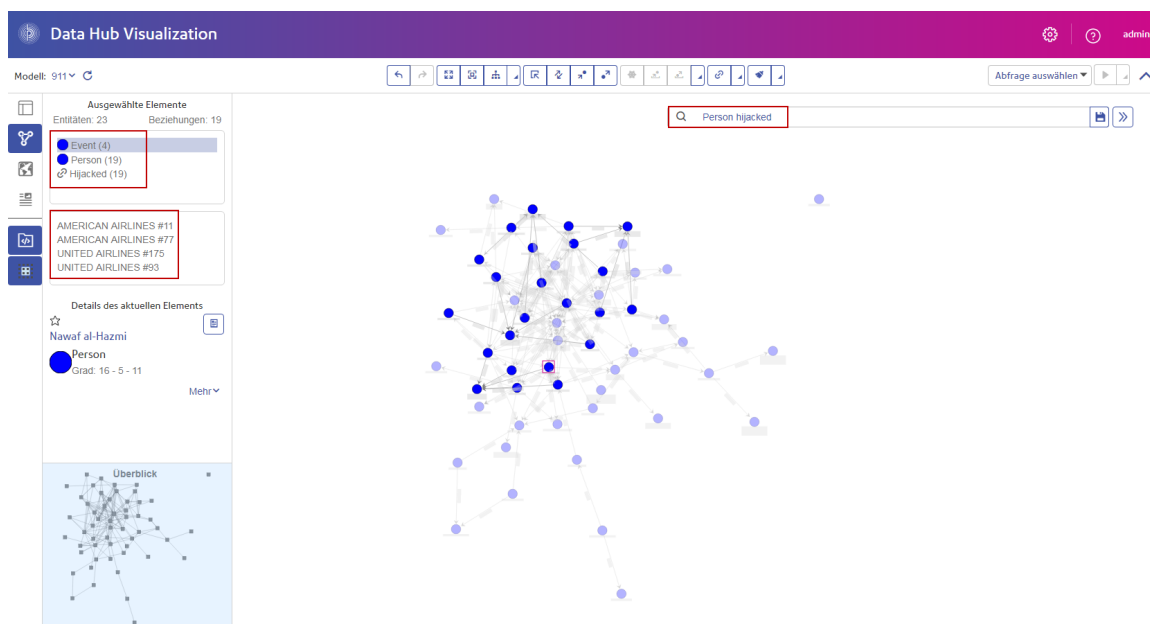 Data Hub Visualization
admin
Modell: 911
Abfrage auswählen
Ausgewählte Elemente
Entitäten: 23 Beziehungen: 19
Event (4)
Person (19)
Hijacked (19)
Person hijacked
AMERICAN AIRLINES #11
AMERICAN AIRLINES #77
UNITED AIRLINES #175
UNITED AIRLINES #93
Details des aktuellen Elements
Nawaf al-Hazmi
Person
Grad: 16 - 5 - 11
Mehr
Überblick